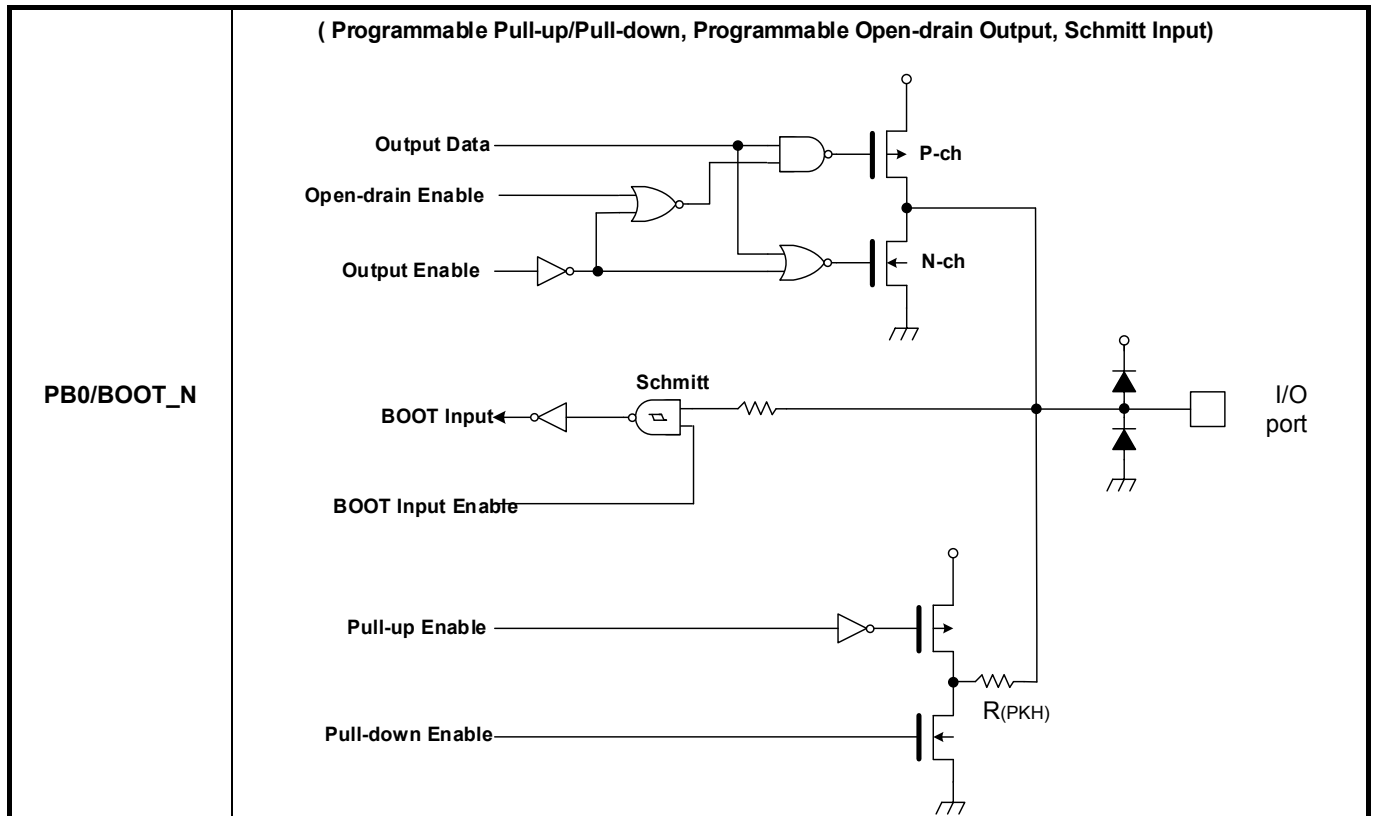 ( Programmable Pull-up/Pull-down, Programmable Open-drain Output, Schmitt Input)
Output Data
P-ch
Open-drain Enable
Output Enable
N-ch
PB0/BOOT_N
Schmitt
BOOT Input
I/O
port
BOOT Input Enable
Pull-up Enable
R(PKH)
Pull-down Enable